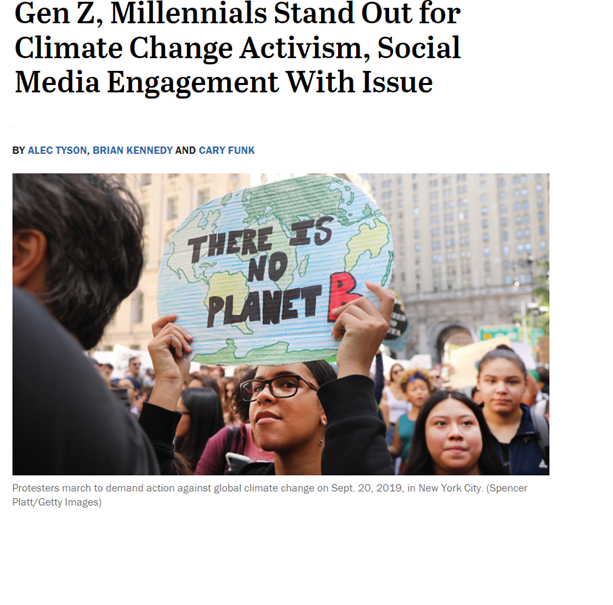 Gen Z, Millennials Stand Out for
Climate Change Activism, Social
Media Engagement With Issue
BY ALEC TYSON, BRIAN KENNEDY AND CARY FUNK
THERE IS
NO
PLANET B
Protesters march to demand action against global climate change on Sept. 20, 2019, in New York City. (Spencer
Platt/Getty Images)